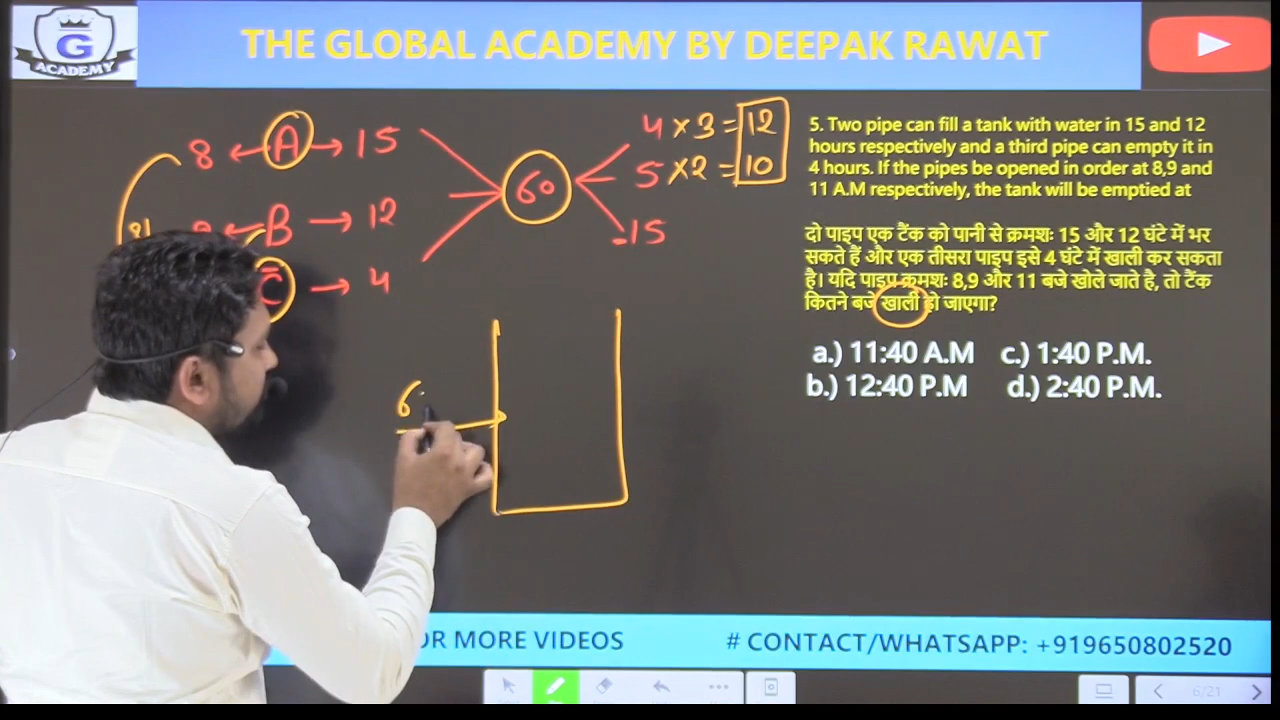 G
ACADEMY
THE GLOBAL ACADEMY BY DEEPAK RAWAT
8 ← A → 15
B → 12
C → 4
60
4 × 3 = 12
5 × 2 = 10
-15
6
5. Two pipe can fill a tank with water in 15 and 12
hours respectively and a third pipe can empty it in
4 hours. If the pipes be opened in order at 8,9 and
11 A.M respectively, the tank will be emptied at
दो पाइप एक टैंक को पानी से क्रमशः 15 और 12 घंटे में भर
सकते हैं और एक तीसरा पाइप इसे 4 घंटे में खाली कर सकता
है। यदि पाइप क्रमशः 8,9 और 11 बजे खोले जाते है, तो टैंक
कितने बजे खाली हो जाएगा?
a.) 11:40 A.M c.) 1:40 P.M.
b.) 12:40 P.M d.) 2:40 P.M.
OR MORE VIDEOS # CONTACT/WHATSAPP: +919650802520
6/21